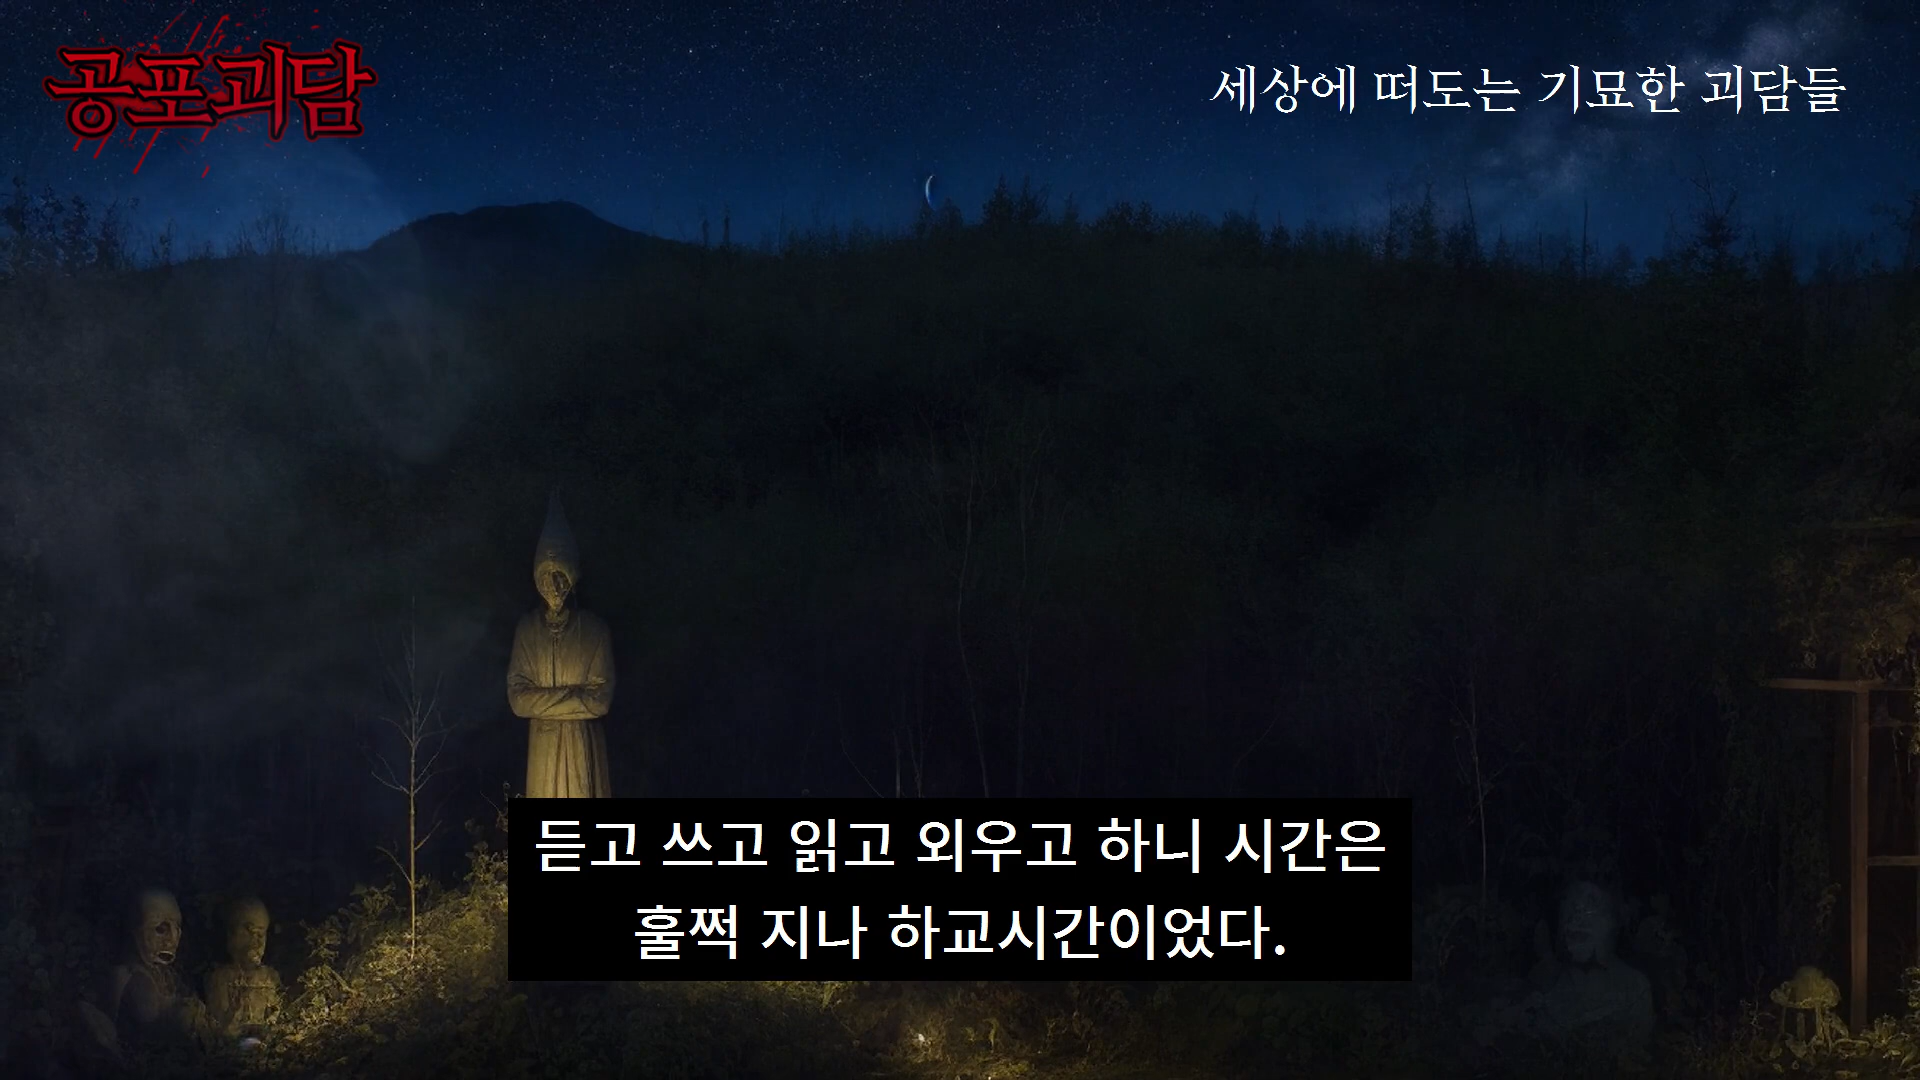 공포괴담
세상에 떠도는 기묘한 괴담들
듣고 쓰고 읽고 외우고 하니 시간은
훌쩍 지나 하교시간이었다.